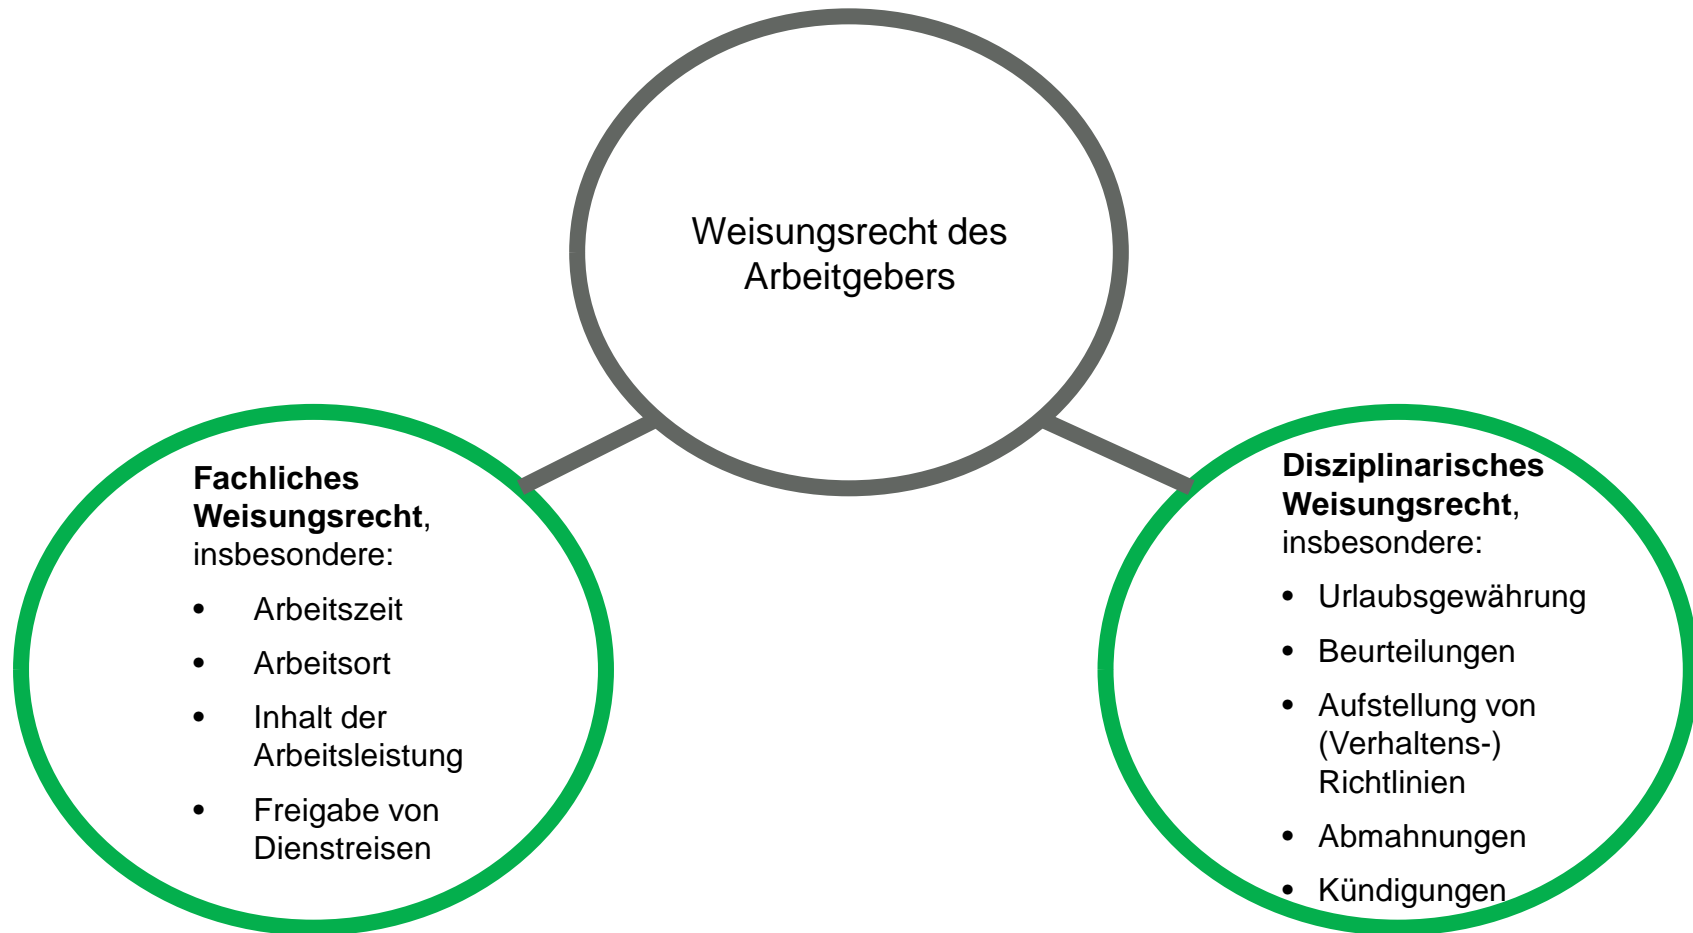 Weisungsrecht des
Arbeitgebers
Fachliches
Weisungsrecht,
insbesondere:
• Arbeitszeit
• Arbeitsort
• Inhalt der
Arbeitsleistung
• Freigabe von
Dienstreisen
Disziplinarisches
Weisungsrecht,
insbesondere:
• Urlaubsgewährung
• Beurteilungen
• Aufstellung von
(Verhaltens-)
Richtlinien
• Abmahnungen
• Kündigungen